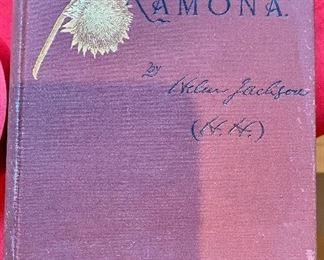 RAMONA.
by
Helen Jackson
(H. H.)